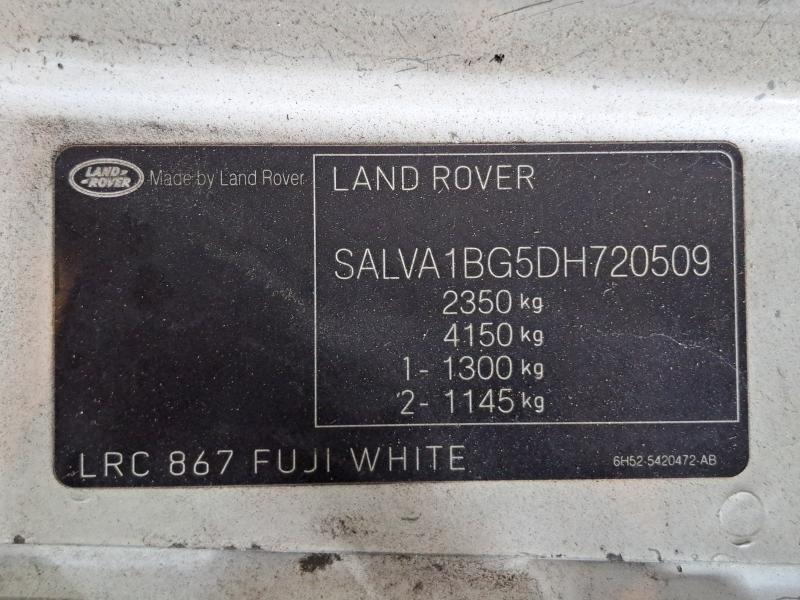 LAND ROVER
Made by Land Rover
LAND ROVER
SALVA1BG5DH720509
2350 kg
4150 kg
1- 1300 kg
2- 1145 kg
LRC 867 FUJI WHITE
6H52-5420472-AB